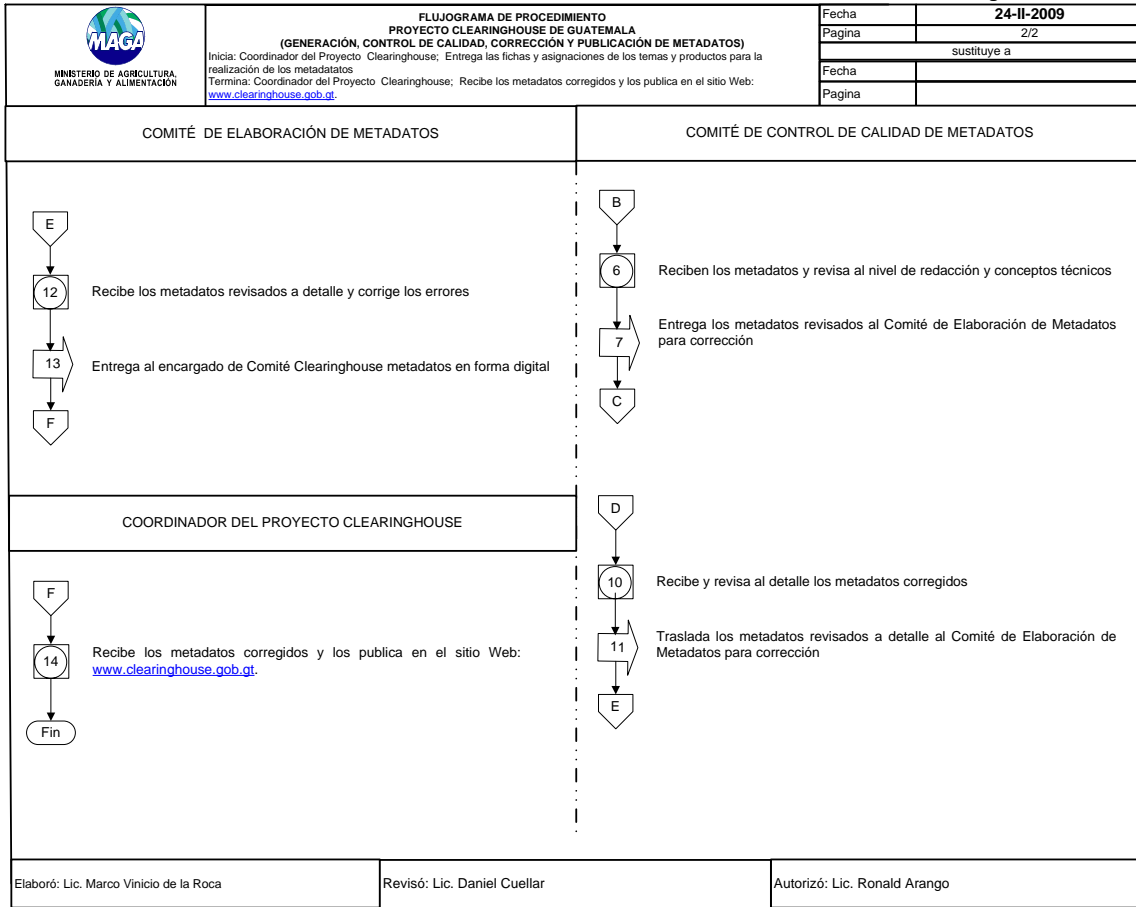 MAGA
MINISTERIO DE AGRICULTURA,
GANADERÍA Y ALIMENTACIÓN
FLUJOGRAMA DE PROCEDIMIENTO
PROYECTO CLEARINGHOUSE DE GUATEMALA
(GENERACIÓN, CONTROL DE CALIDAD, CORRECCIÓN Y PUBLICACIÓN DE METADATOS)
Inicia: Coordinador del Proyecto Clearinghouse; Entrega las fichas y asignaciones de los temas y productos para la
realización de los metadatatos
Termina: Coordinador del Proyecto Clearinghouse; Recibe los metadatos corregidos y los publica en el sitio Web:
www.clearinghouse.gob.gt.
Fecha 24-II-2009
Pagina 2/2
sustituye a
Fecha
Pagina
COMITÉ DE ELABORACIÓN DE METADATOS
E
12 Recibe los metadatos revisados a detalle y corrige los errores
13 Entrega al encargado de Comité Clearinghouse metadatos en forma digital
F
COORDINADOR DEL PROYECTO CLEARINGHOUSE
F
14 Recibe los metadatos corregidos y los publica en el sitio Web:
www.clearinghouse.gob.gt.
Fin
COMITÉ DE CONTROL DE CALIDAD DE METADATOS
B
6 Reciben los metadatos y revisa al nivel de redacción y conceptos técnicos
7 Entrega los metadatos revisados al Comité de Elaboración de Metadatos
para corrección
C
D
10 Recibe y revisa al detalle los metadatos corregidos
11 Traslada los metadatos revisados a detalle al Comité de Elaboración de
Metadatos para corrección
E
Elaboró: Lic. Marco Vinicio de la Roca
Revisó: Lic. Daniel Cuellar
Autorizó: Lic. Ronald Arango